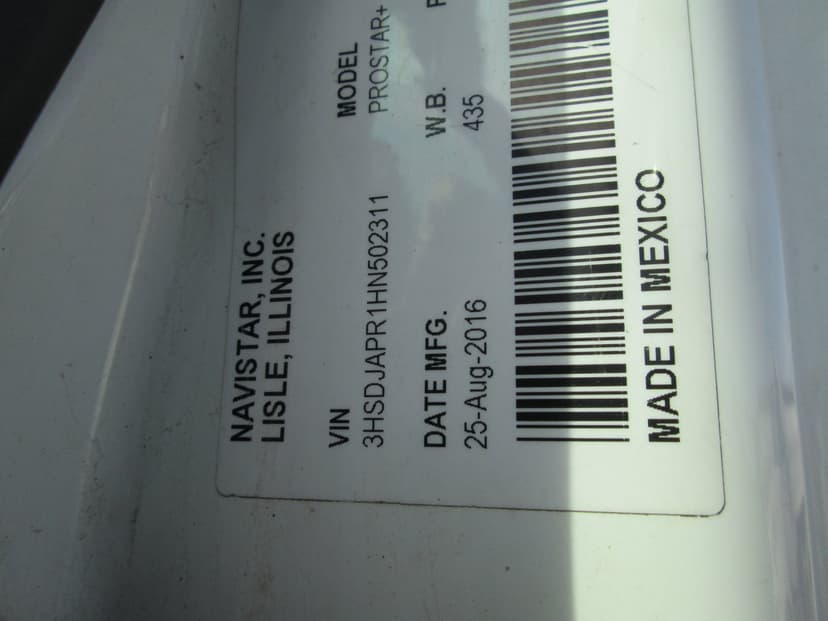 NAVISTAR, INC.
LISLE, ILLINOIS
VIN
3HSDJAPR1HN502311
MODEL
PROSTAR+
DATE MFG.
25-Aug-2016
W.B.
435
MADE IN MEXICO